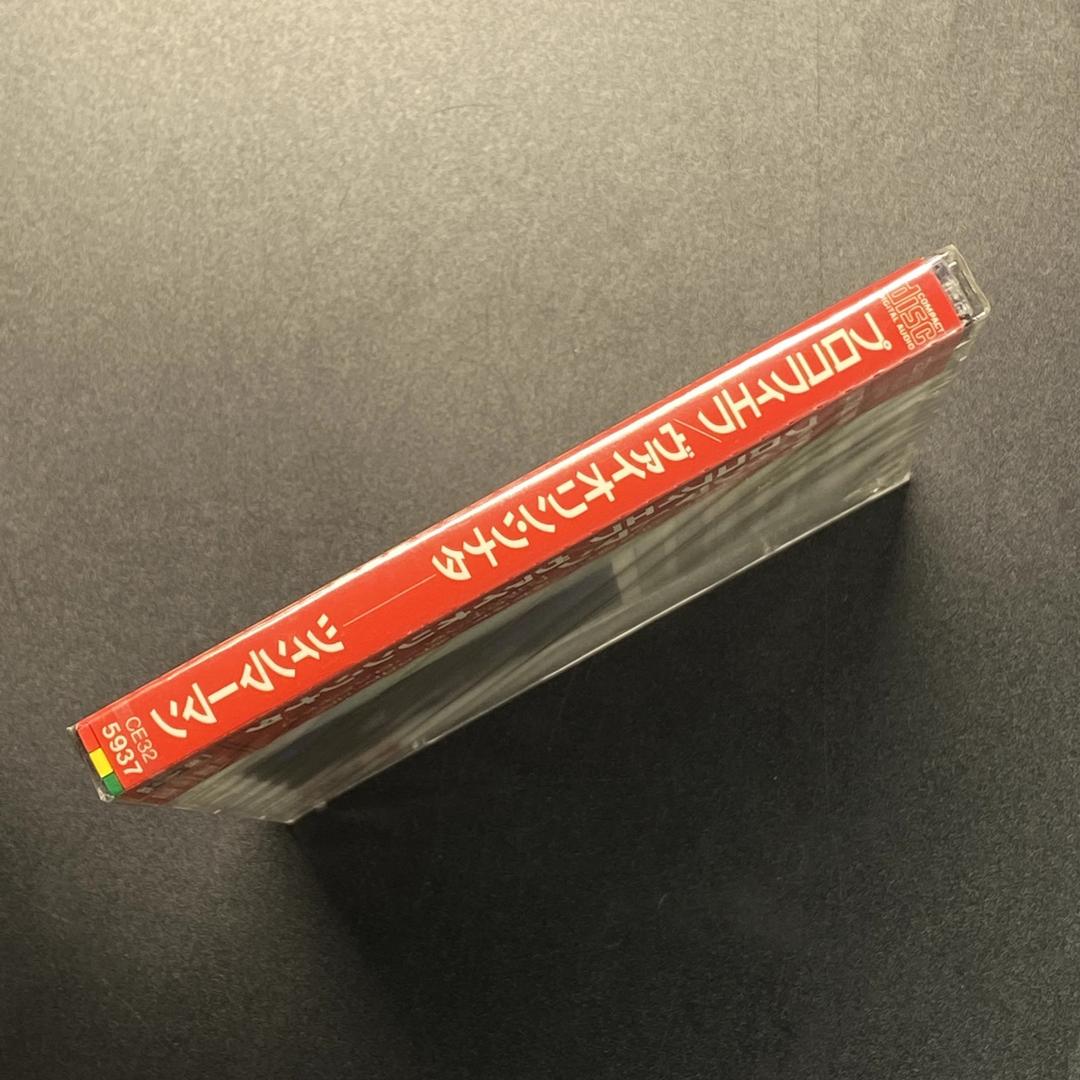 COMPACT
disc
DIGITAL AUDIO
プロコフィエフ/ヴァイオリン・ソナタ──ツィンマーマン
CE32
5937